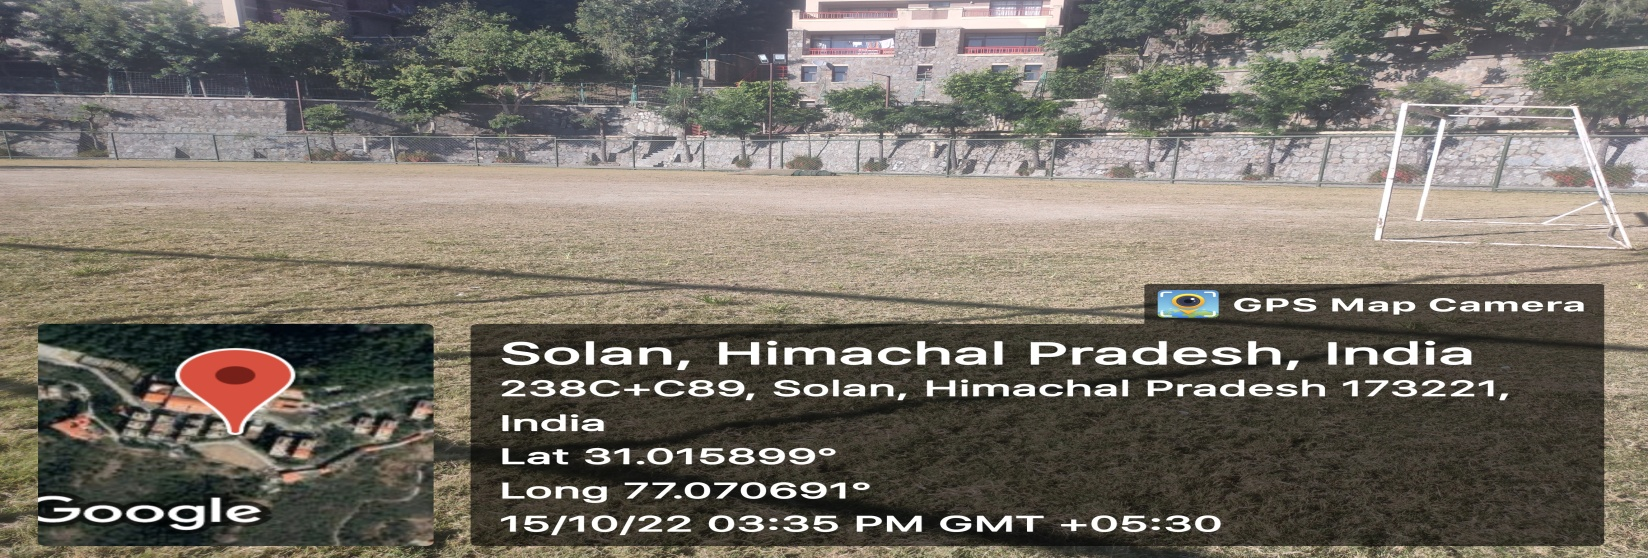 GPS Map Camera
Solan, Himachal Pradesh, India
238C+C89, Solan, Himachal Pradesh 173221,
India
Lat 31.015899°
Long 77.070691°
15/10/22 03:35 PM GMT +05:30
Google